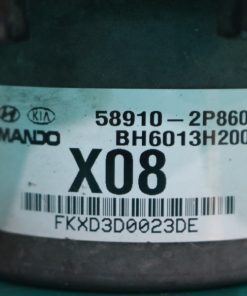 KIA 58910-2P860
MANDO BH6013H200
X08
FKXD3D0023DE